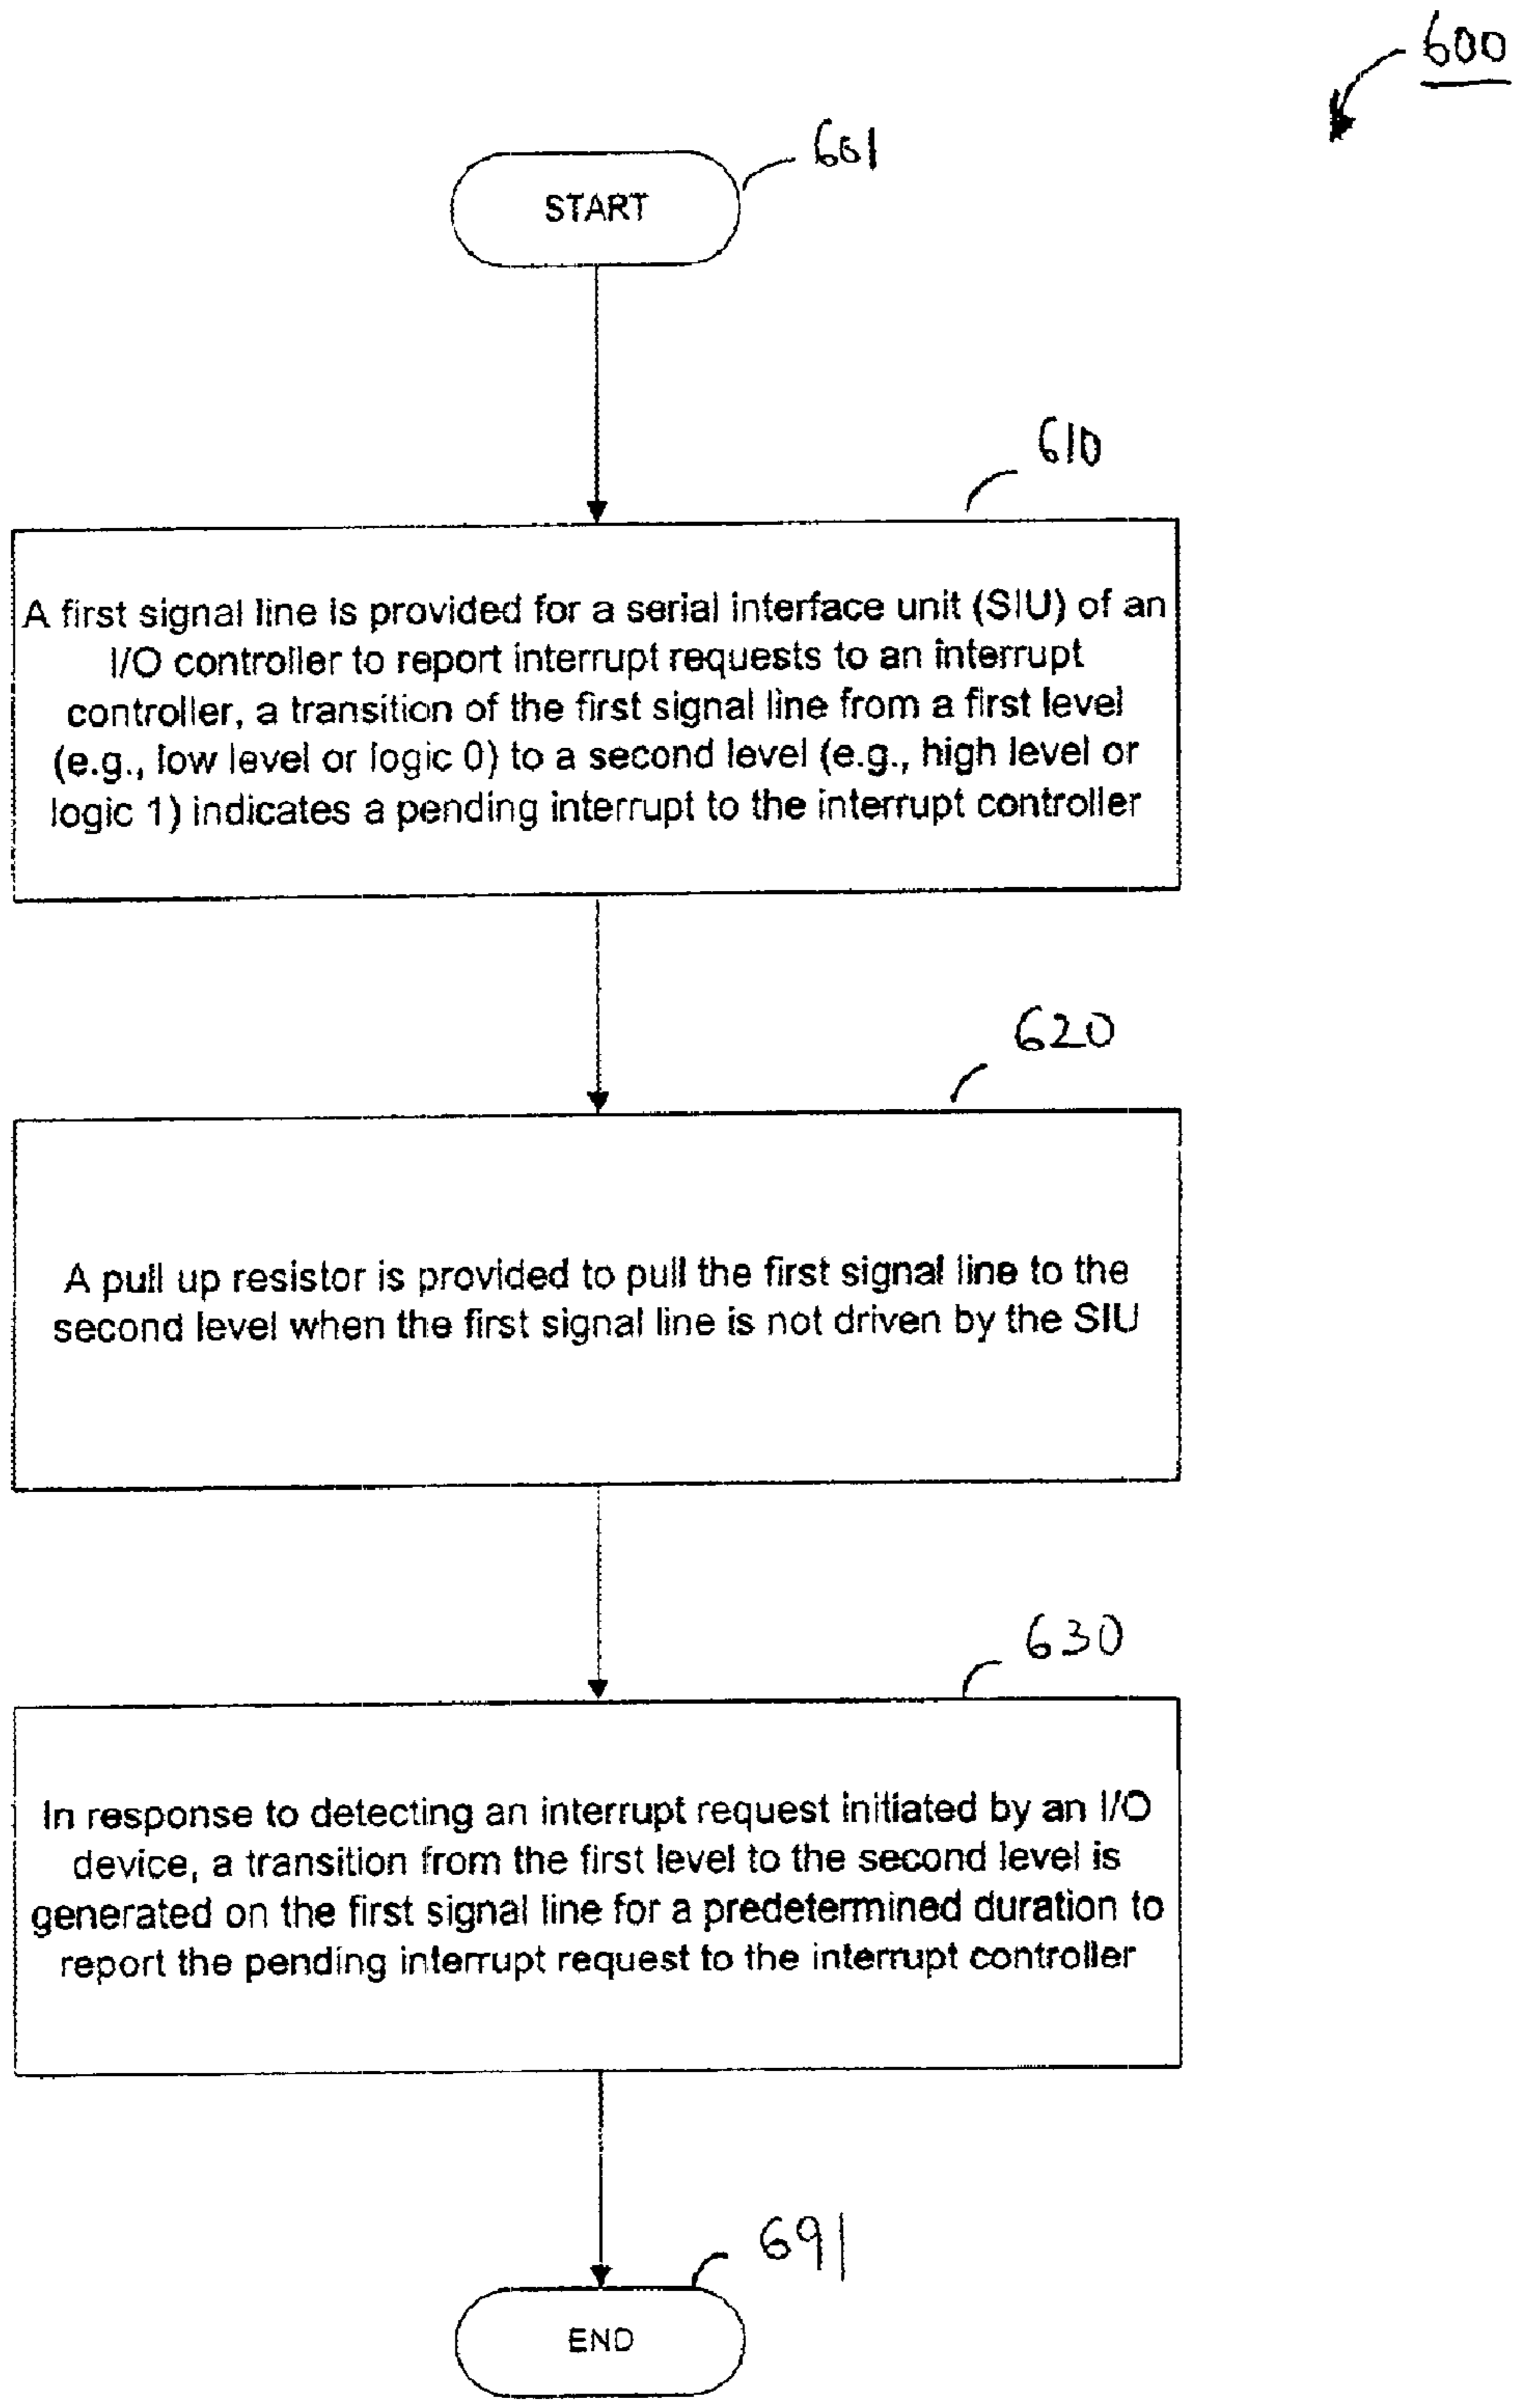 600
601
START
610
A first signal line is provided for a serial interface unit (SIU) of an
I/O controller to report interrupt requests to an interrupt
controller, a transition of the first signal line from a first level
(e.g., low level or logic 0) to a second level (e.g., high level or
logic 1) indicates a pending interrupt to the interrupt controller
620
A pull up resistor is provided to pull the first signal line to the
second level when the first signal line is not driven by the SIU
630
In response to detecting an interrupt request initiated by an I/O
device, a transition from the first level to the second level is
generated on the first signal line for a predetermined duration to
report the pending interrupt request to the interrupt controller
691
END